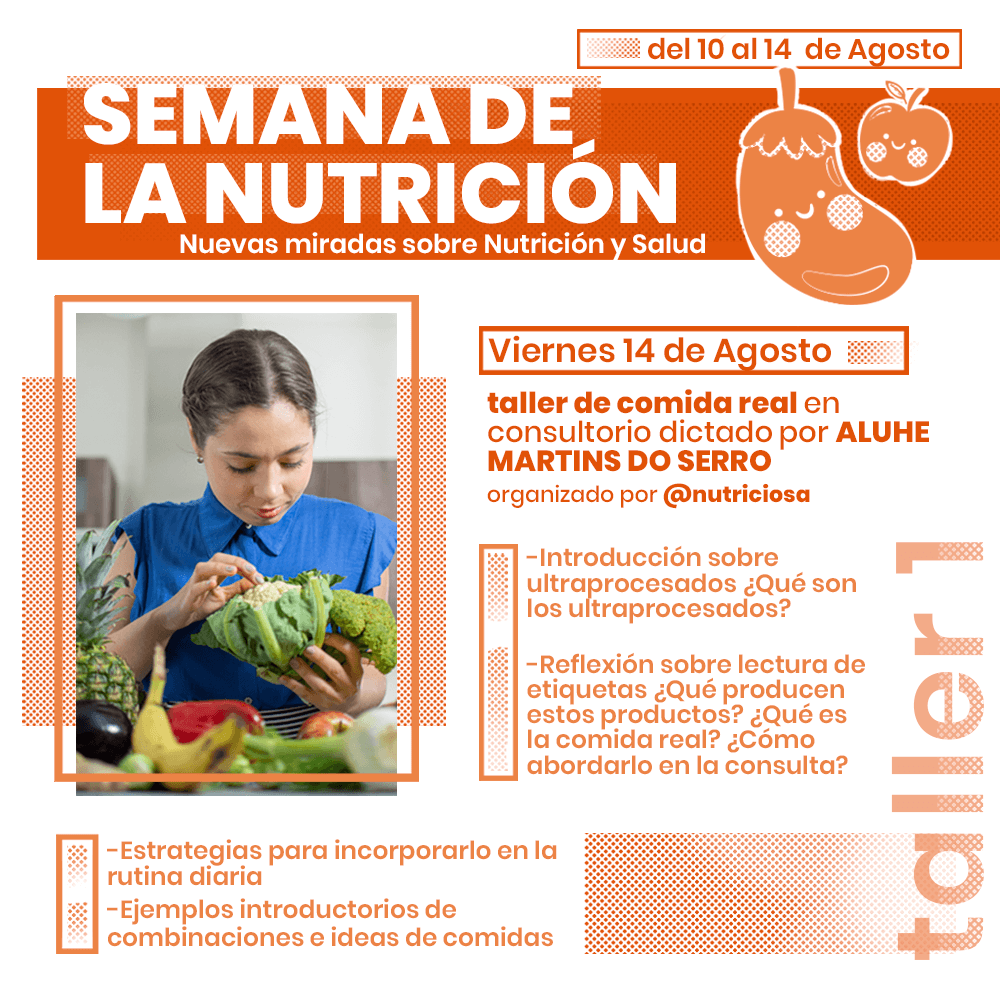 del 10 al 14 de Agosto
SEMANA DE
LA NUTRICIÓN
Nuevas miradas sobre Nutrición y Salud
Viernes 14 de Agosto
taller de comida real en
consultorio dictado por ALUHE
MARTINS DO SERRO
organizado por @nutriciosa
-Introducción sobre
ultraprocesados ¿Qué son
los ultraprocesados?
-Reflexión sobre lectura de
etiquetas ¿Qué producen
estos productos? ¿Qué es
la comida real? ¿Cómo
abordarlo en la consulta?
taller 1
-Estrategias para incorporarlo en la
rutina diaria
-Ejemplos introductorios de
combinaciones e ideas de comidas